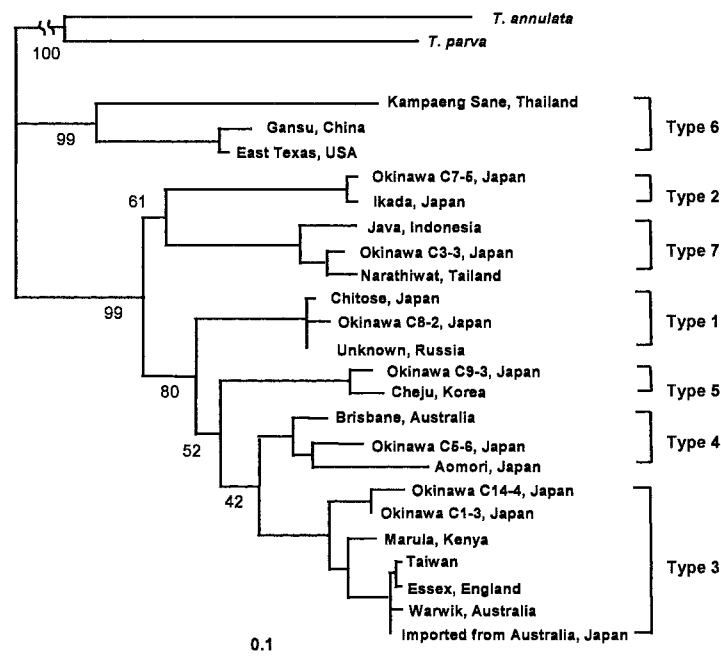 T. annulata
T. parva
100
Kampaeng Sane, Thailand
Gansu, China
East Texas, USA
99
Type 6
Okinawa C7-5, Japan
Ikada, Japan
Type 2
61
Java, Indonesia
Okinawa C3-3, Japan
Narathiwat, Tailand
Type 7
99
Chitose, Japan
Okinawa C8-2, Japan
Unknown, Russia
Type 1
80
Okinawa C9-3, Japan
Cheju, Korea
Type 5
52
Brisbane, Australia
Okinawa C5-6, Japan
Aomori, Japan
Type 4
42
Okinawa C14-4, Japan
Okinawa C1-3, Japan
Marula, Kenya
Taiwan
Essex, England
Warwik, Australia
Imported from Australia, Japan
Type 3
0.1